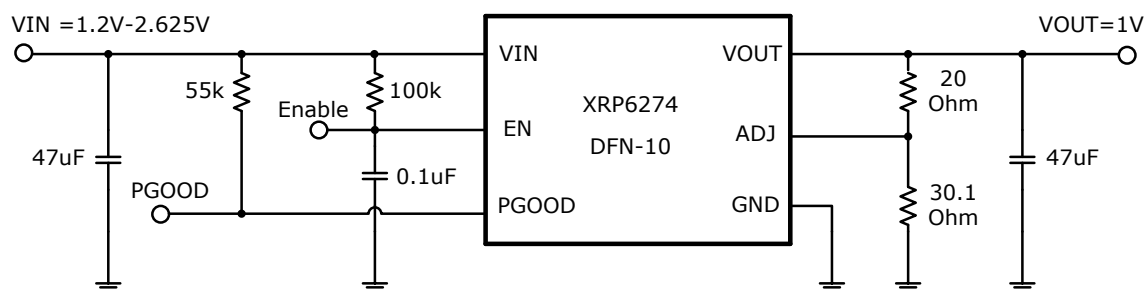 VIN =1.2V-2.625V
VOUT=1V
VIN
VOUT
55k
100k
20
Ohm
XRP6274
Enable
EN
ADJ
DFN-10
47uF
0.1uF
47uF
PGOOD
PGOOD
GND
30.1
Ohm